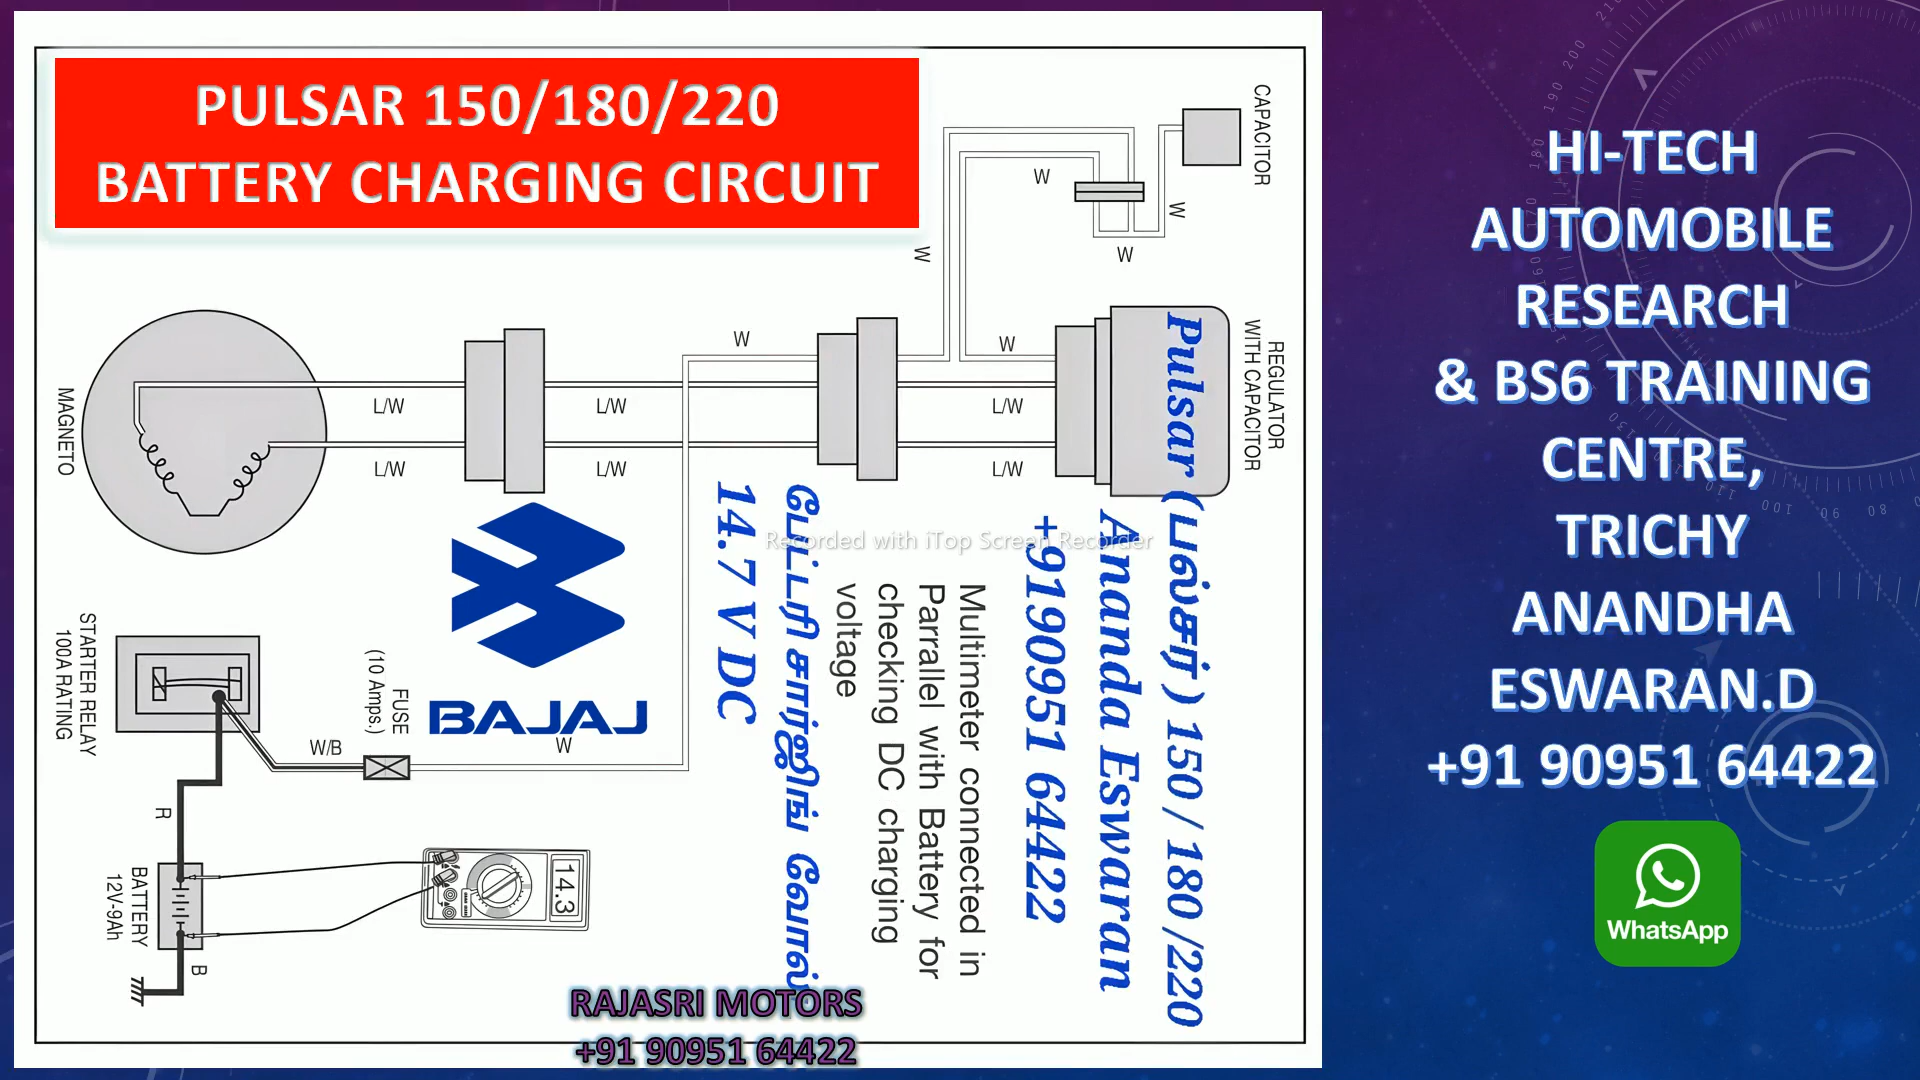 PULSAR 150/180/220
BATTERY CHARGING CIRCUIT
CAPACITOR
W
W
W
W
REGULATOR
WITH CAPACITOR
W
W
MAGNETO
L/W
L/W
L/W
L/W
L/W
L/W
Pulsar (பல்சர்) 150 / 180 /220
Ananda Eswaran
+9190951 64422
Multimeter connected in
Parrallel with Battery for
checking DC charging
voltage
பேட்டரி சார்ஜிங் வோல்
14.7 V DC
Recorded with iTop Screen Recorder
BAJAJ
STARTER RELAY
100A RATING
FUSE
(10 Amps.)
W/B
W
R
BATTERY
12V-9Ah
B
14.3
RAJASRI MOTORS
+91 90951 64422
HI-TECH
AUTOMOBILE
RESEARCH
& BS6 TRAINING
CENTRE,
TRICHY
ANANDHA
ESWARAN.D
+91 90951 64422
WhatsApp